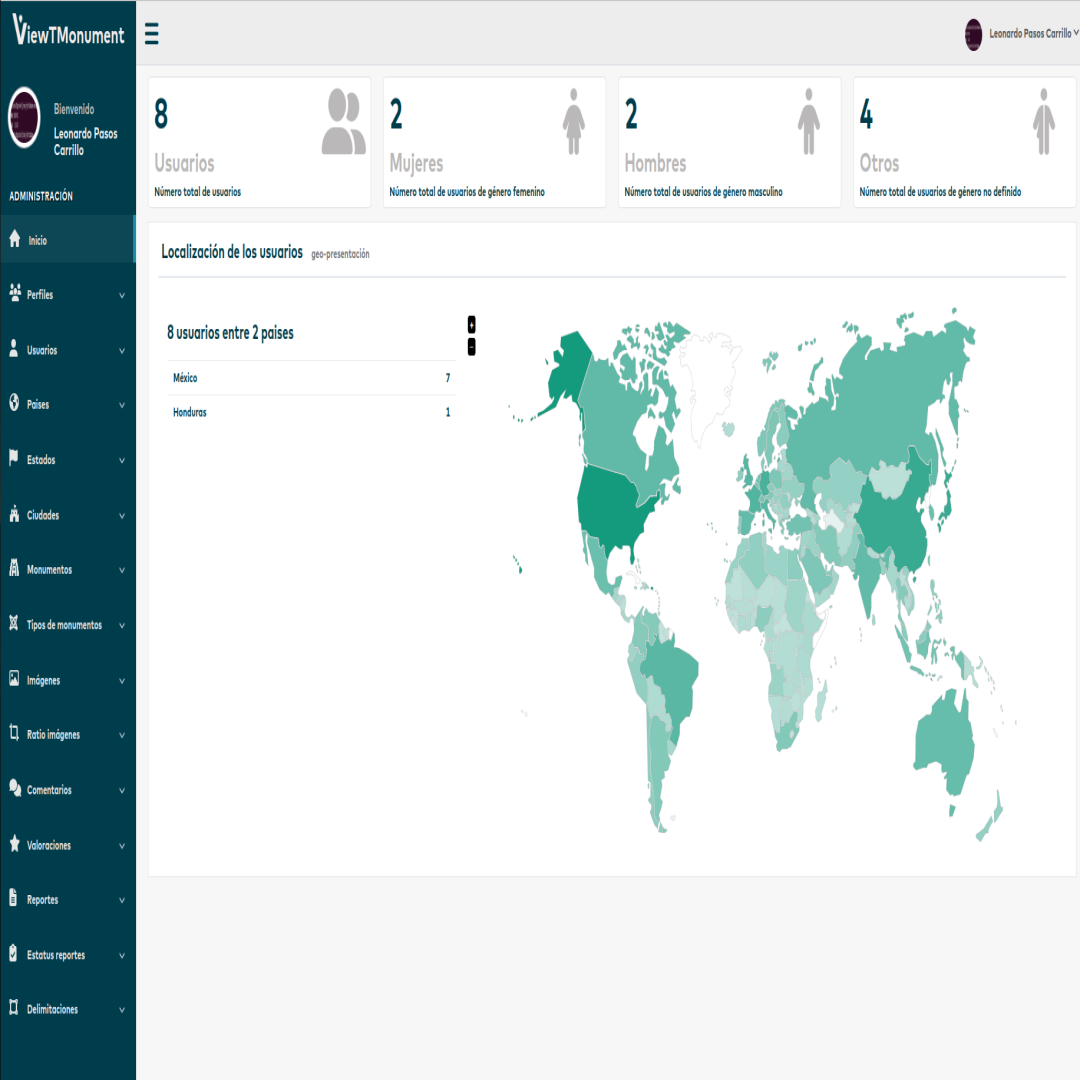 ViewTMonument
Bienvenido
Leonardo Pasos
Carrillo
ADMINISTRACIÓN
Inicio
Perfiles
Usuarios
Paises
Estados
Ciudades
Monumentos
Tipos de monumentos
Imágenes
Ratio imágenes
Comentarios
Valoraciones
Reportes
Estatus reportes
Delimitaciones
Leonardo Pasos Carrillo
8
Usuarios
Número total de usuarios
2
Mujeres
Número total de usuarios de género femenino
2
Hombres
Número total de usuarios de género masculino
4
Otros
Número total de usuarios de género no definido
Localización de los usuarios geo-presentación
8 usuarios entre 2 paises
México 7
Honduras 1
+
−